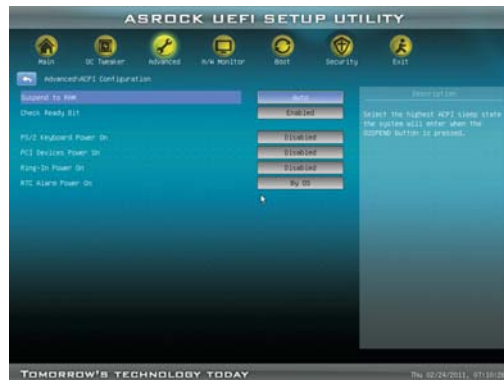 ASROCK UEFI SETUP UTILITY
Main OC Tweaker Advanced H/W Monitor Boot Security Exit
Advanced\ACPI Configuration
Suspend to RAM Auto
Check Ready Bit Enabled
PS/2 Keyboard Power On Disabled
PCI Devices Power On Disabled
Ring-In Power On Disabled
RTC Alarm Power On By OS
Description
Select the highest ACPI sleep state
the system will enter when the
SUSPEND button is pressed.
TOMORROW'S TECHNOLOGY TODAY
Thu 02/24/2011,